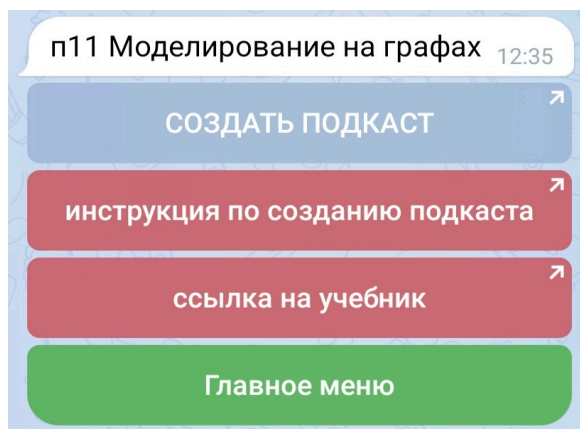 п11 Моделирование на графах 12:35
СОЗДАТЬ ПОДКАСТ
инструкция по созданию подкаста
ссылка на учебник
Главное меню